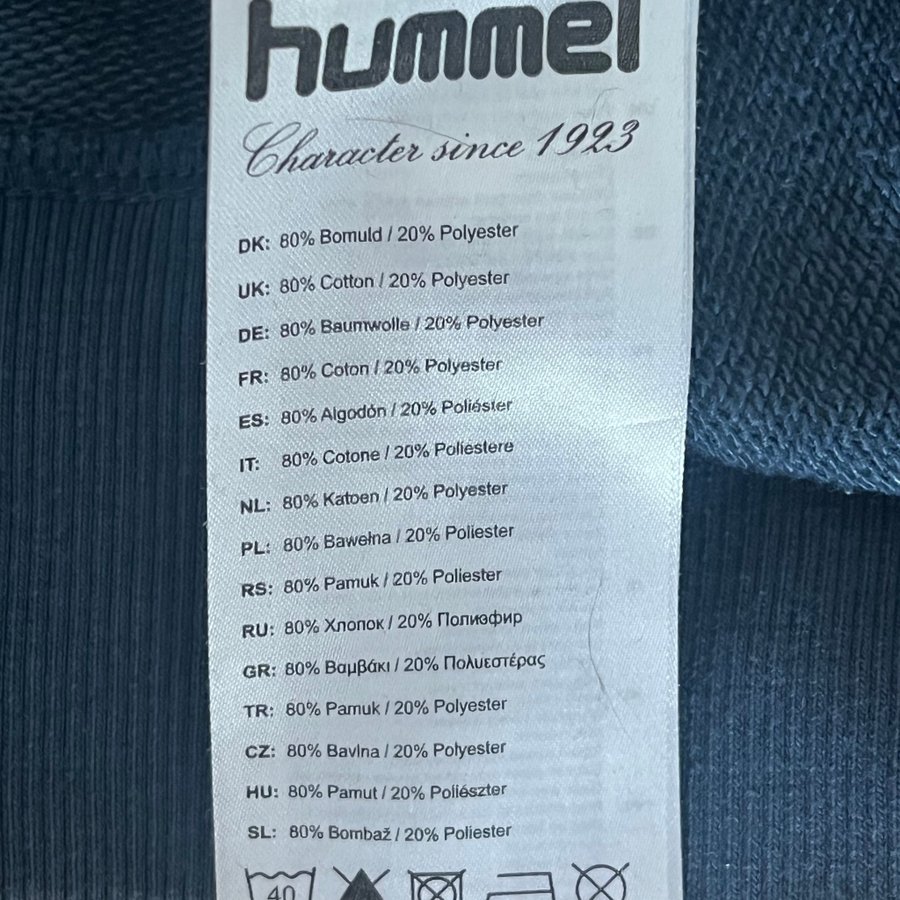 hummel
Character since 1923
DK: 80% Bomuld / 20% Polyester
UK: 80% Cotton / 20% Polyester
DE: 80% Baumwolle / 20% Polyester
FR: 80% Coton / 20% Polyester
ES: 80% Algodón / 20% Poliéster
IT: 80% Cotone / 20% Poliestere
NL: 80% Katoen / 20% Polyester
PL: 80% Bawełna / 20% Poliester
RS: 80% Pamuk / 20% Poliester
RU: 80% Хлопок / 20% Полиэфир
GR: 80% Βαμβάκι / 20% Πολυεστέρας
TR: 80% Pamuk / 20% Polyester
CZ: 80% Bavlna / 20% Polyester
HU: 80% Pamut / 20% Poliészter
SL: 80% Bombaž / 20% Poliester
40